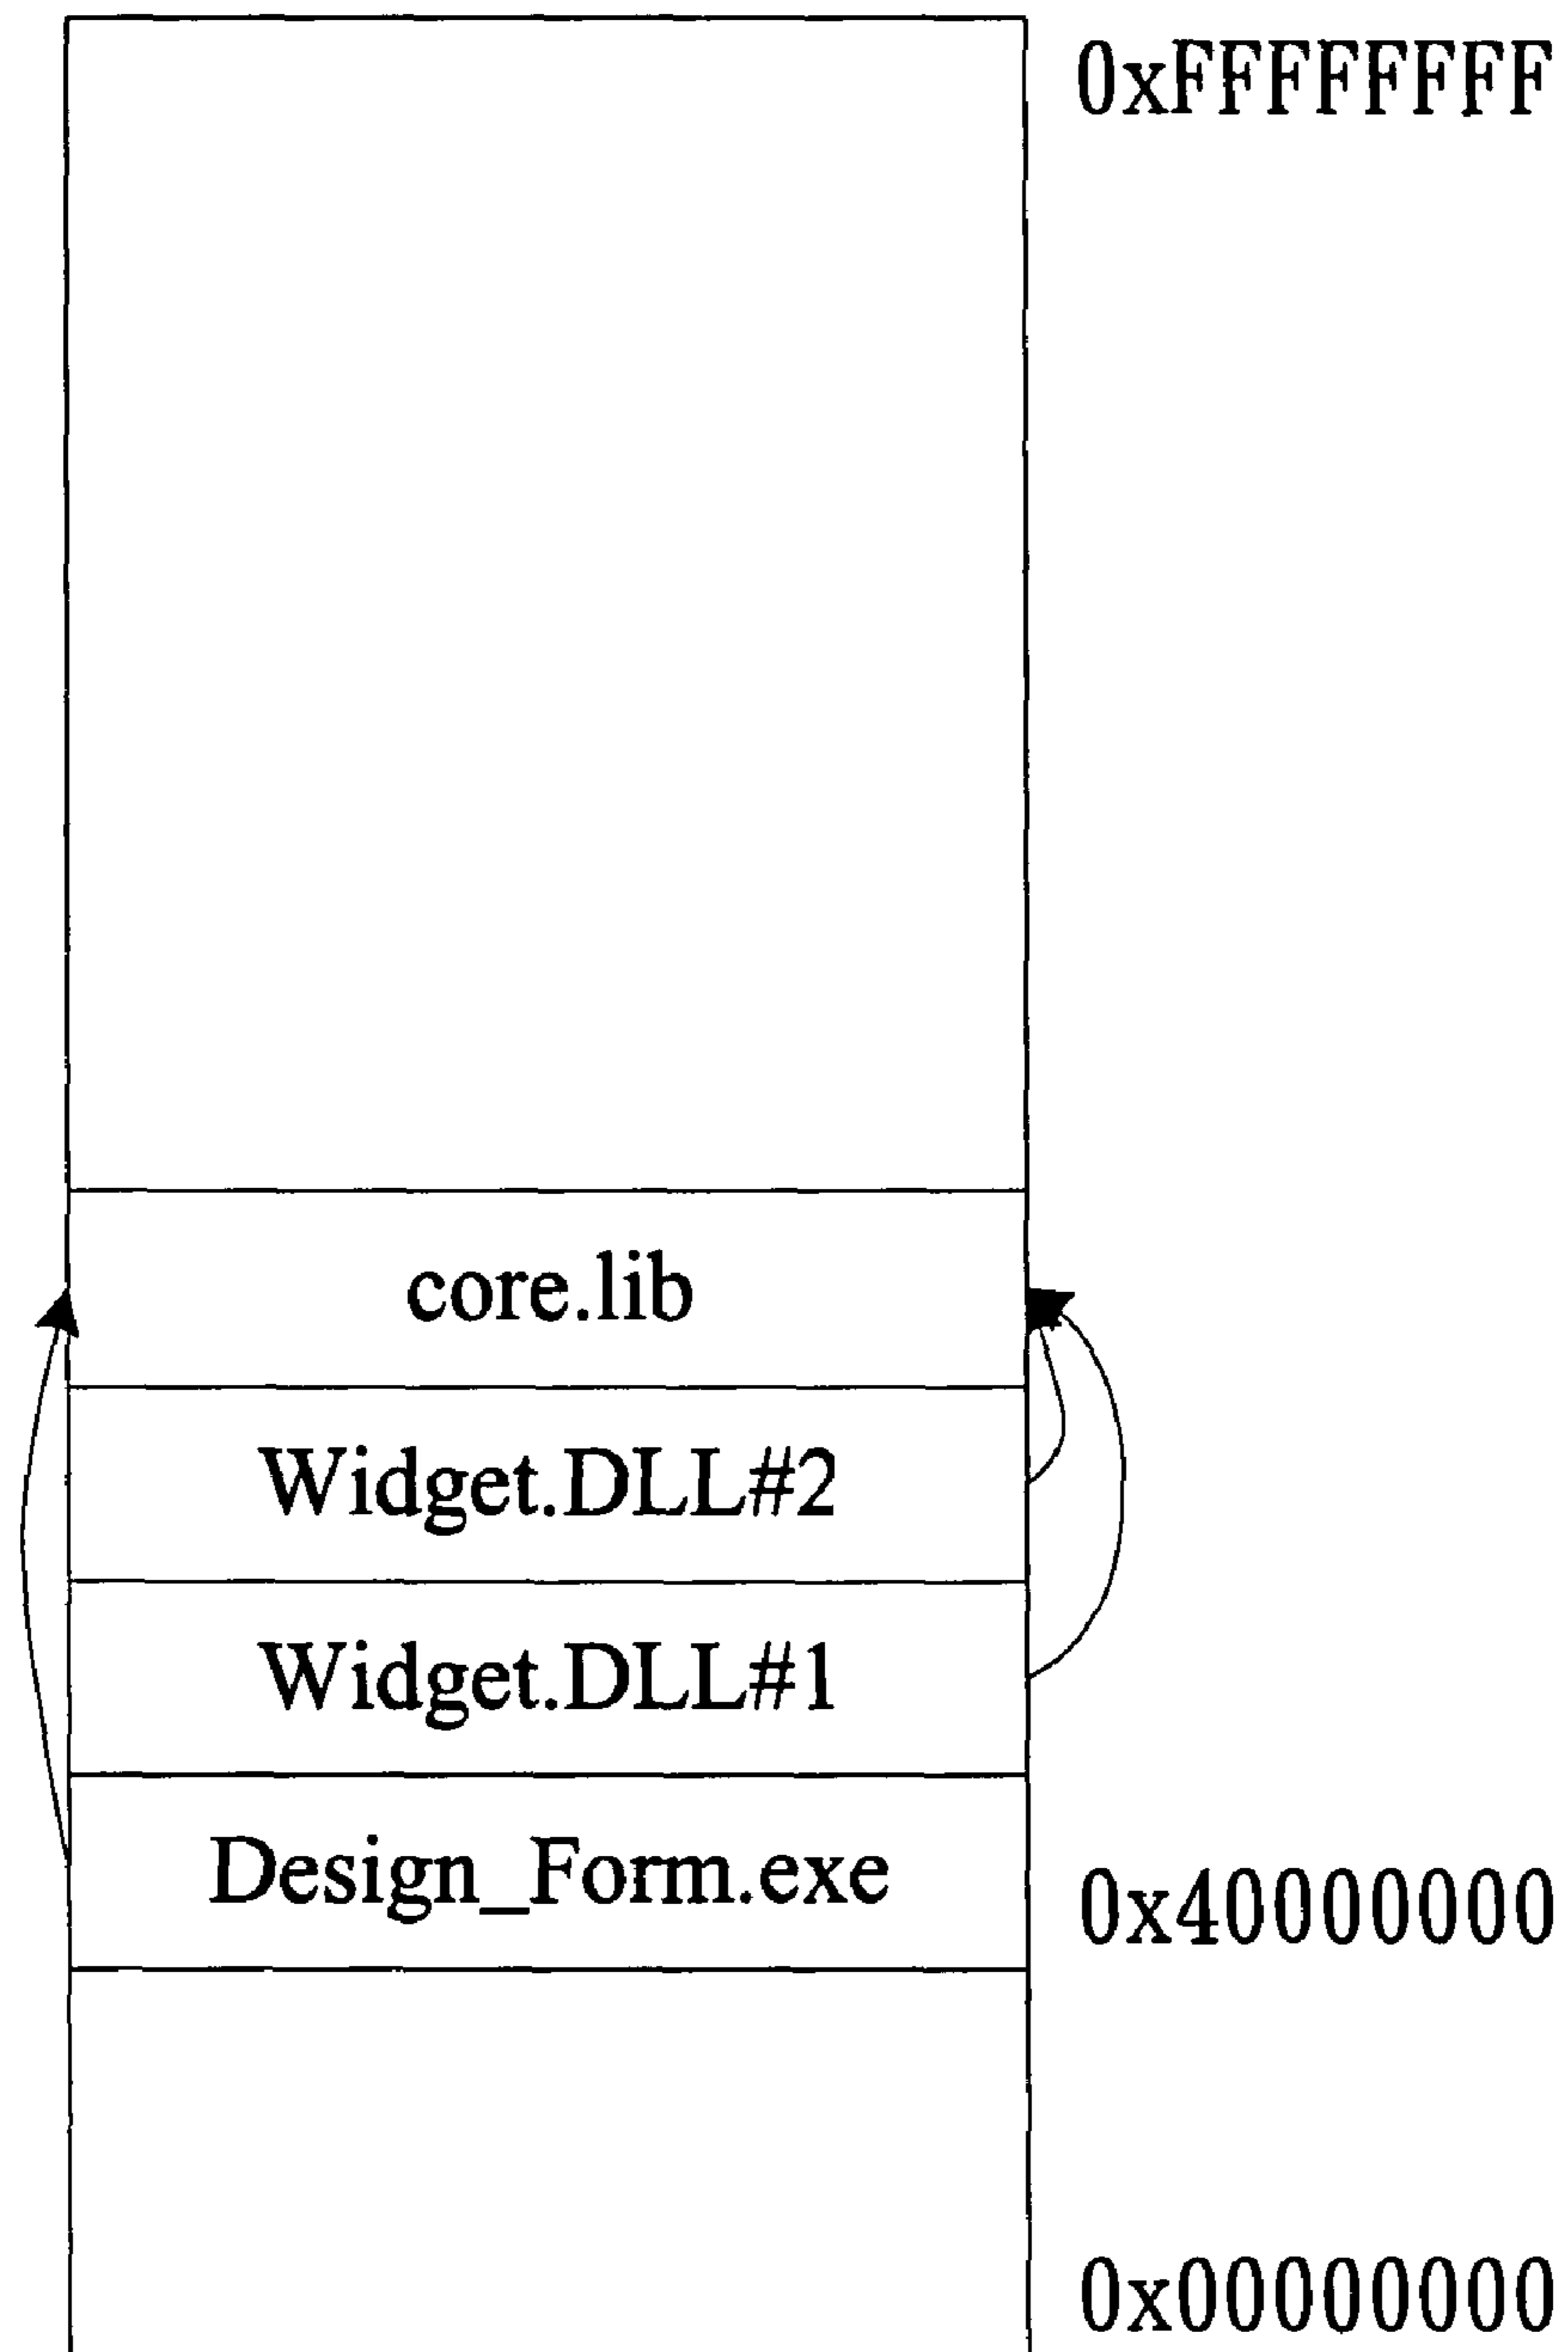 0xFFFFFFFF
core.lib
Widget.DLL#2
Widget.DLL#1
Design_Form.exe
0x40000000
0x00000000